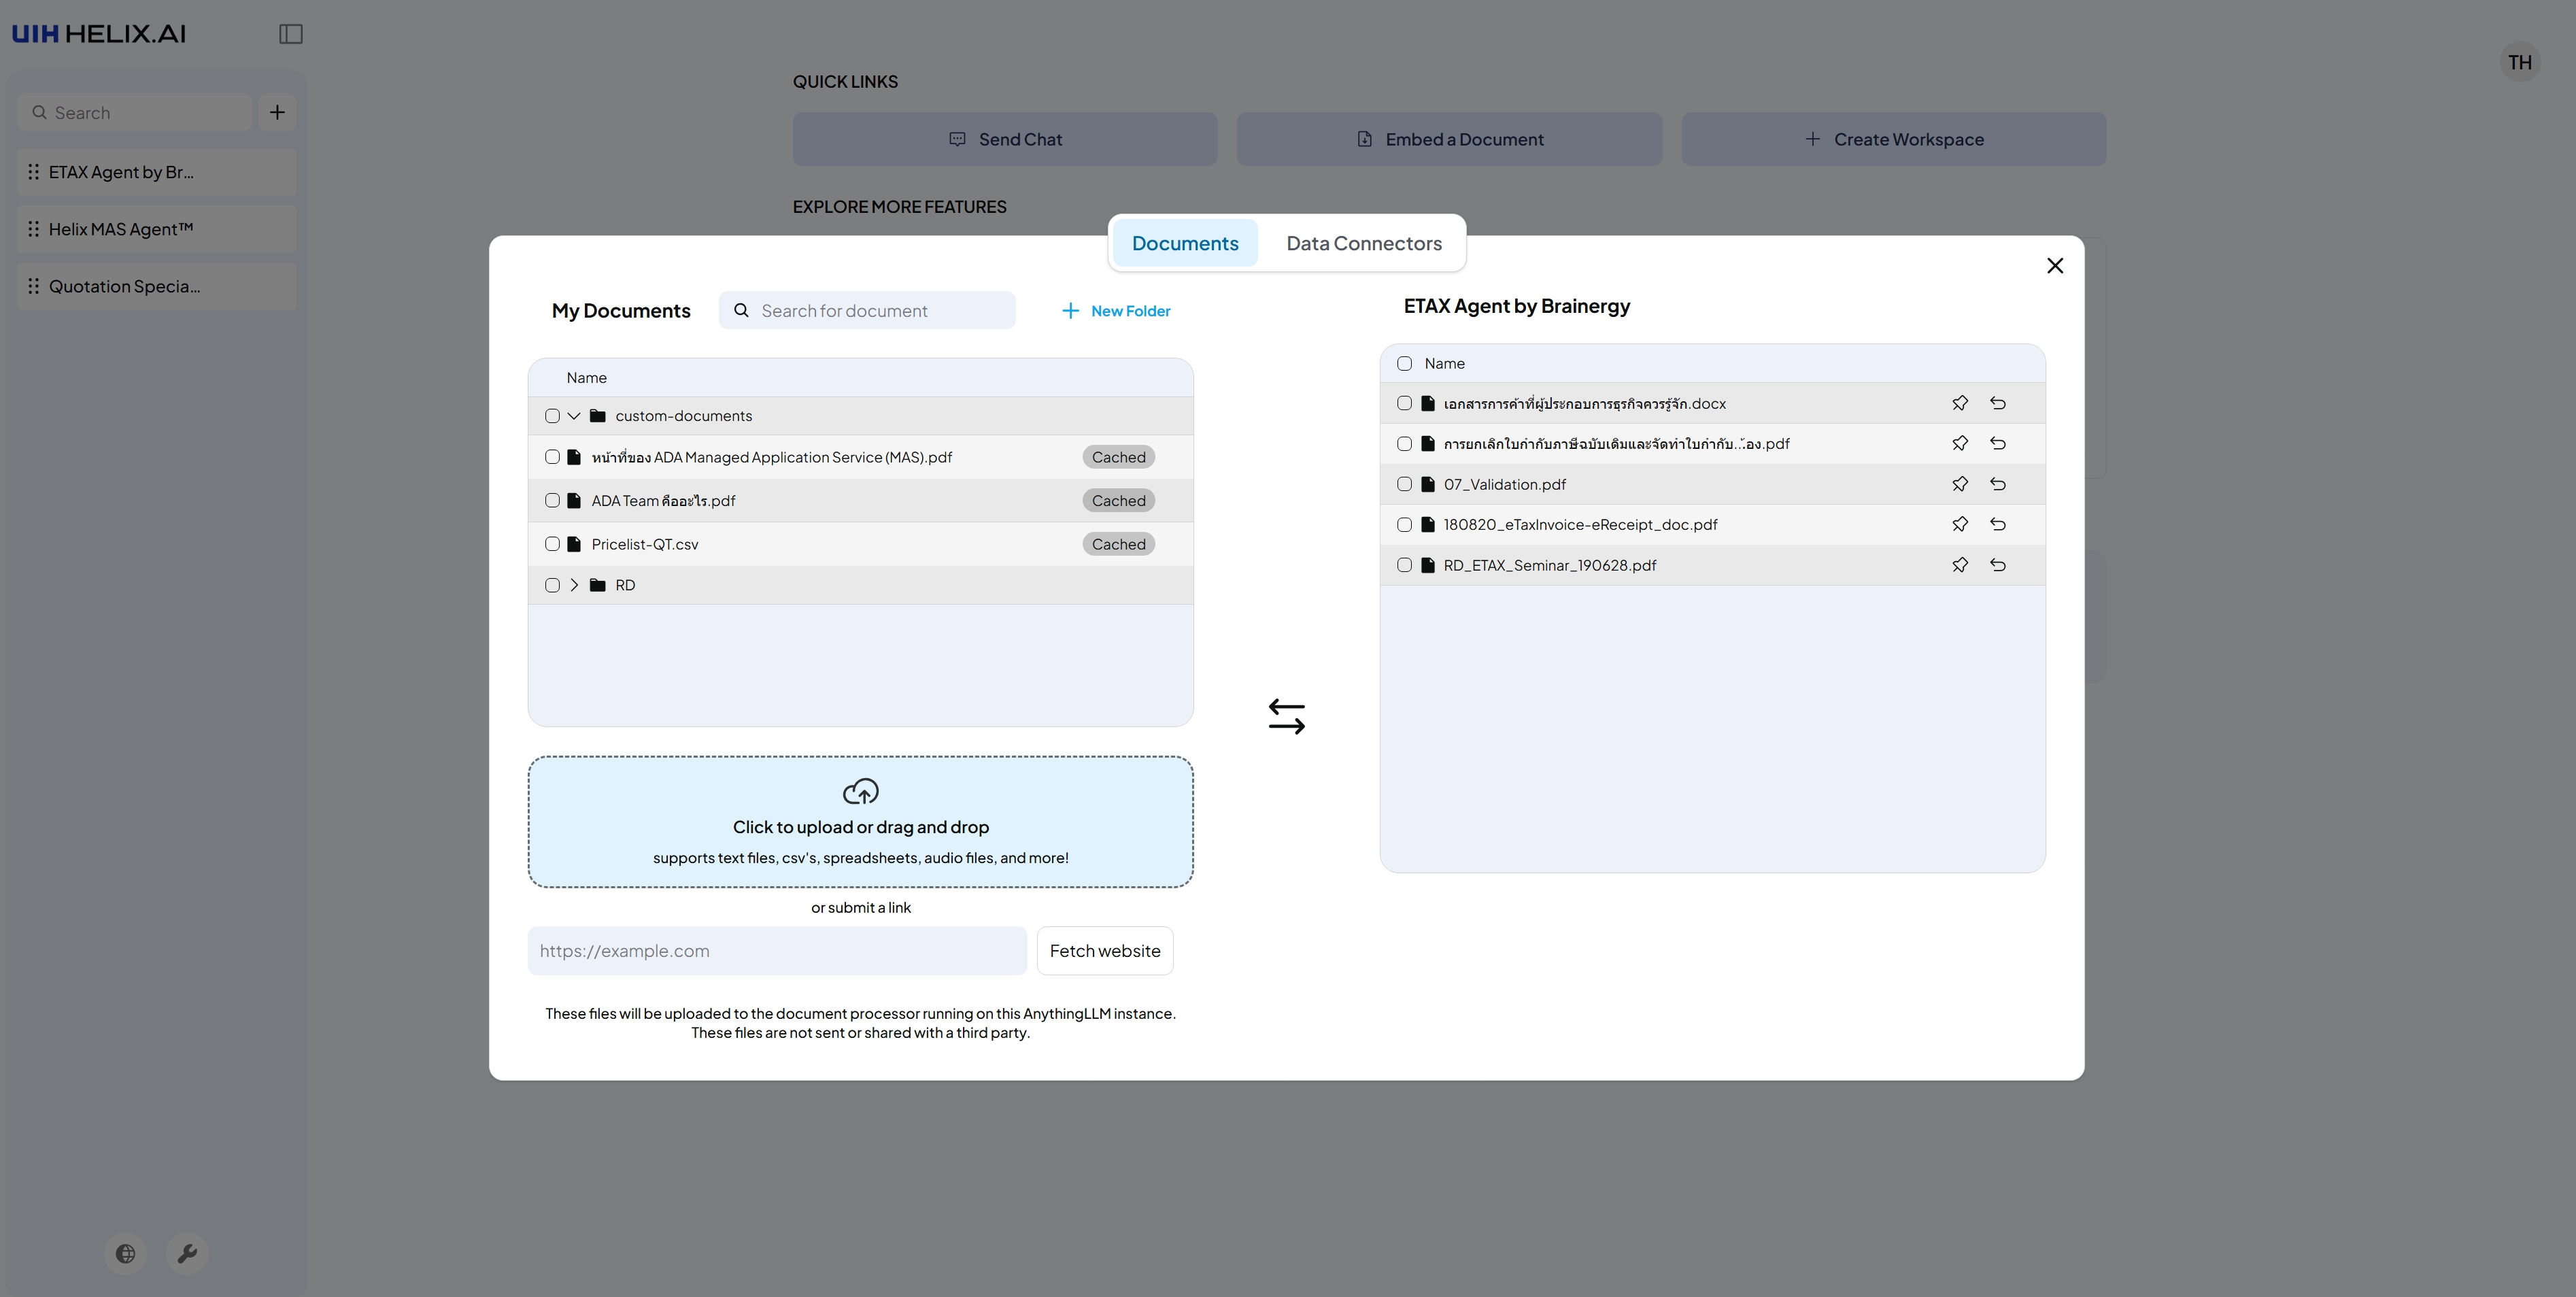 UIH HELIX.AI
TH
Search
ETAX Agent by Br...
Helix MAS Agent™
Quotation Specia...
QUICK LINKS
Send Chat
Embed a Document
Create Workspace
EXPLORE MORE FEATURES
Documents
Data Connectors
My Documents
Search for document
New Folder
Name
custom-documents
หน้าที่ของ ADA Managed Application Service (MAS).pdf
Cached
ADA Team คืออะไร.pdf
Cached
Pricelist-QT.csv
Cached
RD
Click to upload or drag and drop
supports text files, csv's, spreadsheets, audio files, and more!
or submit a link
https://example.com
Fetch website
These files will be uploaded to the document processor running on this AnythingLLM instance.
These files are not sent or shared with a third party.
ETAX Agent by Brainergy
Name
เอกสารการค้าที่ผู้ประกอบการธุรกิจควรรู้จัก.docx
การยกเลิกใบกำกับภาษีฉบับเดิมและจัดทำใบกำกับ...้อง.pdf
07_Validation.pdf
180820_eTaxInvoice-eReceipt_doc.pdf
RD_ETAX_Seminar_190628.pdf